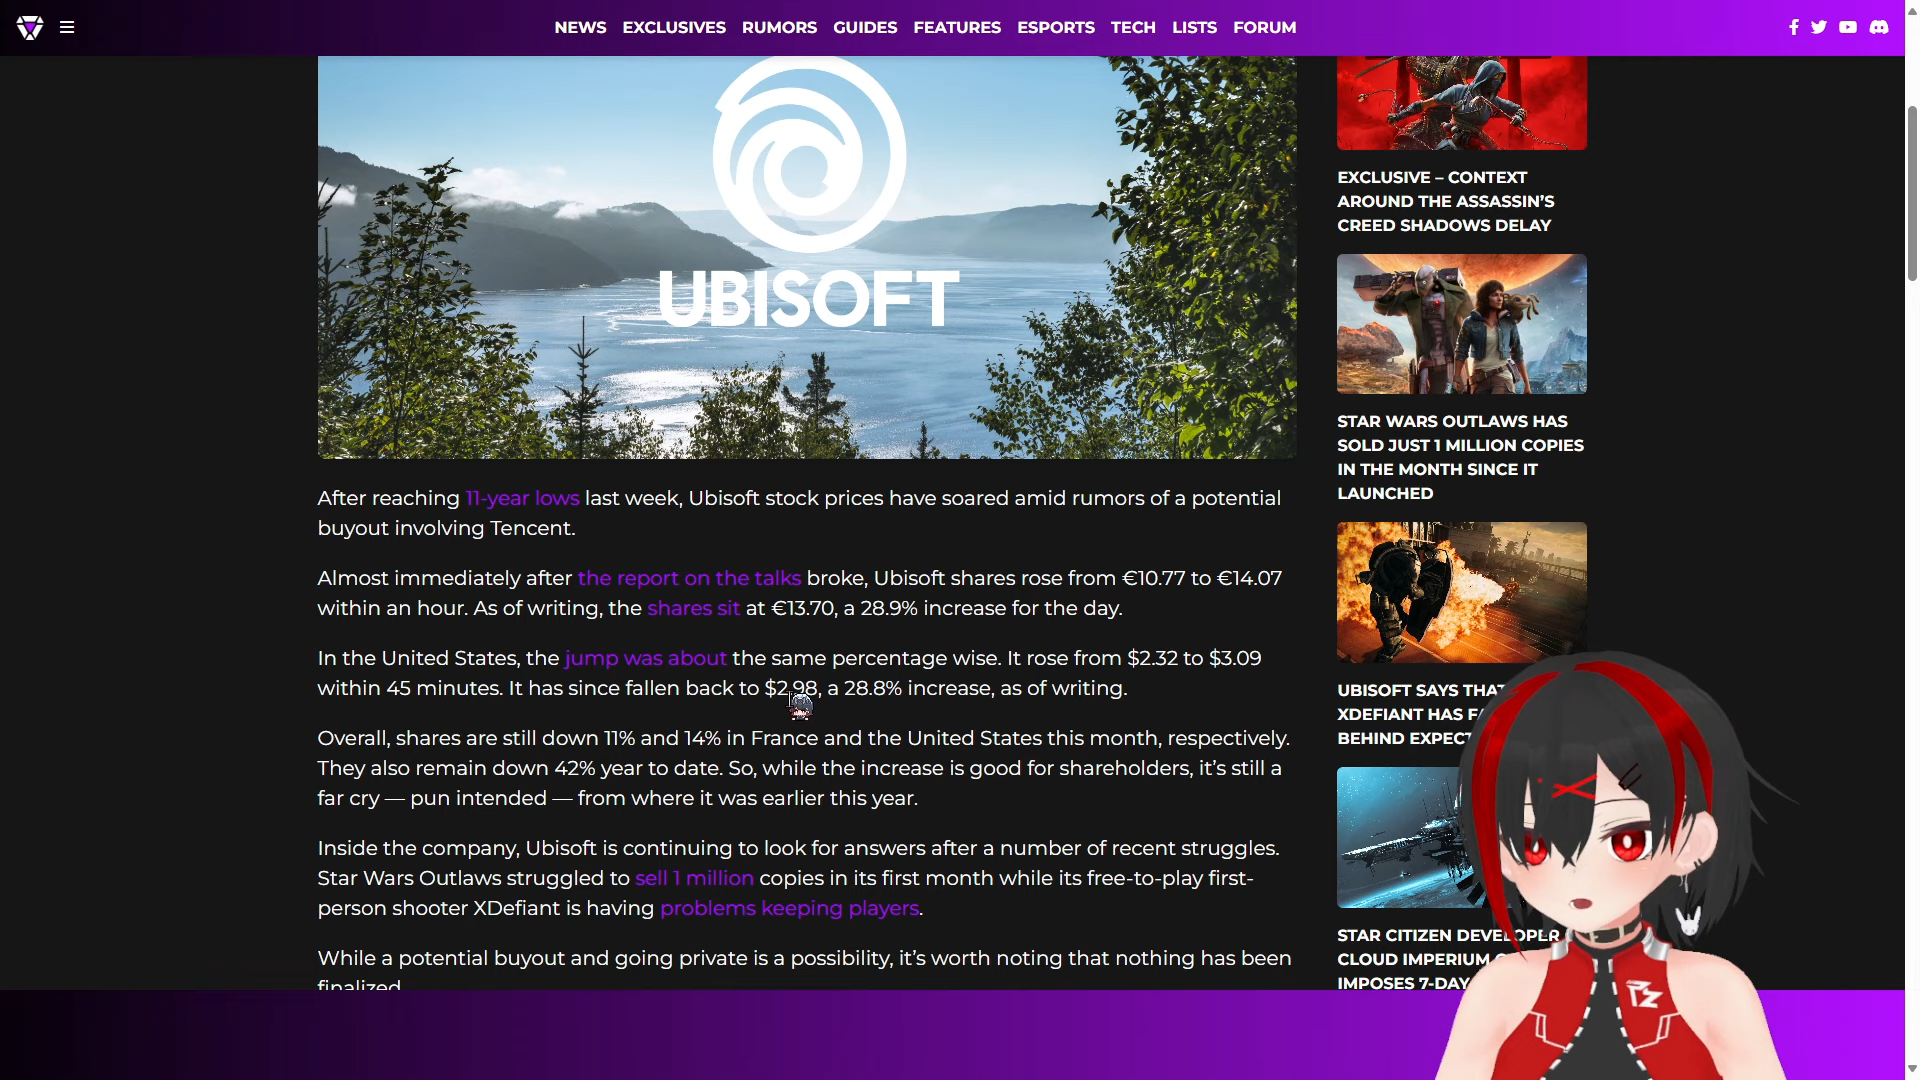 NEWS EXCLUSIVES RUMORS GUIDES FEATURES ESPORTS TECH LISTS FORUM
UBISOFT
After reaching 11-year lows last week, Ubisoft stock prices have soared amid rumors of a potential
buyout involving Tencent.
Almost immediately after the report on the talks broke, Ubisoft shares rose from €10.77 to €14.07
within an hour. As of writing, the shares sit at €13.70, a 28.9% increase for the day.
In the United States, the jump was about the same percentage wise. It rose from $2.32 to $3.09
within 45 minutes. It has since fallen back to $2.98, a 28.8% increase, as of writing.
Overall, shares are still down 11% and 14% in France and the United States this month, respectively.
They also remain down 42% year to date. So, while the increase is good for shareholders, it’s still a
far cry — pun intended — from where it was earlier this year.
Inside the company, Ubisoft is continuing to look for answers after a number of recent struggles.
Star Wars Outlaws struggled to sell 1 million copies in its first month while its free-to-play first-
person shooter XDefiant is having problems keeping players.
While a potential buyout and going private is a possibility, it’s worth noting that nothing has been
finalized
EXCLUSIVE – CONTEXT
AROUND THE ASSASSIN’S
CREED SHADOWS DELAY
STAR WARS OUTLAWS HAS
SOLD JUST 1 MILLION COPIES
IN THE MONTH SINCE IT
LAUNCHED
UBISOFT SAYS THAT
XDEFIANT HAS
BEHIND
STAR CITIZEN DEVELOPER
CLOUD IMPERIUM
IMPOSES 7-DAY